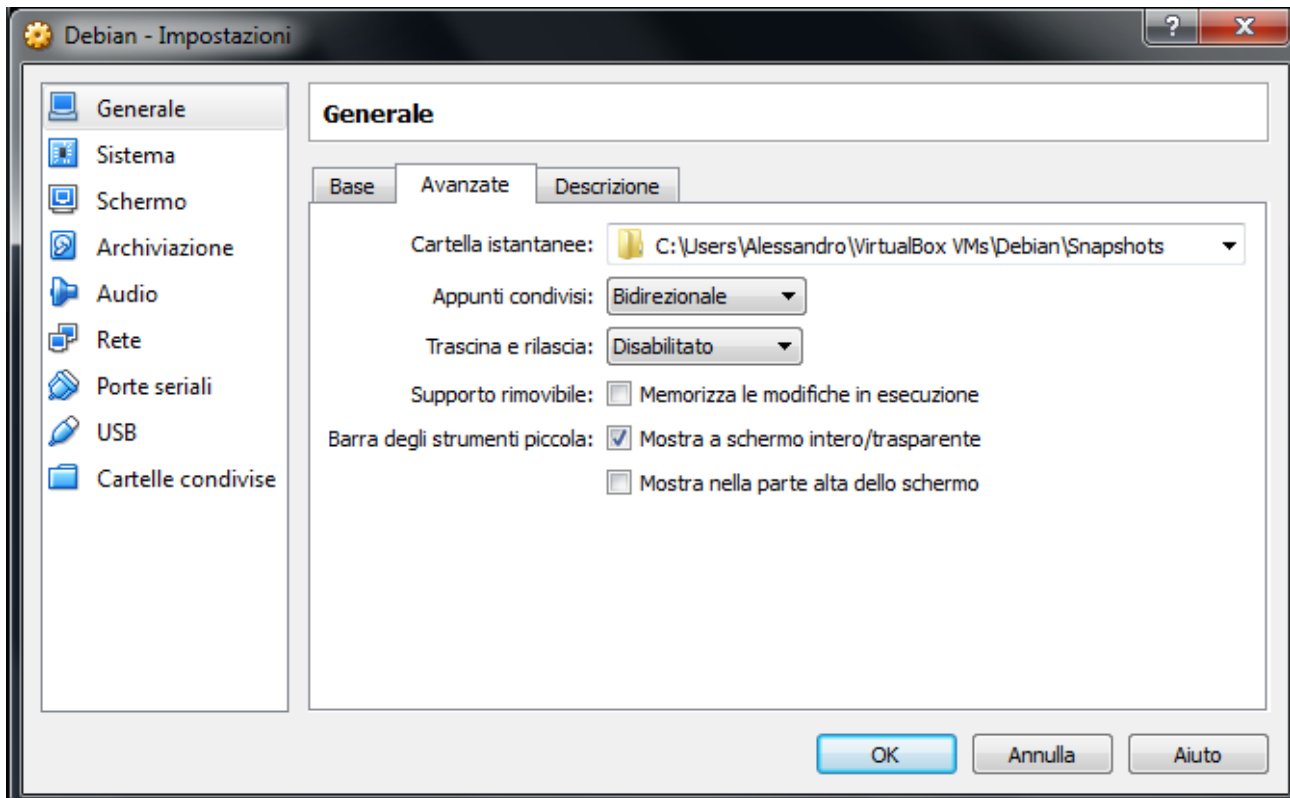 Debian - Impostazioni
?
X
Generale
Sistema
Schermo
Archiviazione
Audio
Rete
Porte seriali
USB
Cartelle condivise
Generale
Base Avanzate Descrizione
Cartella istantanee: C:\Users\Alessandro\VirtualBox VMs\Debian\Snapshots
Appunti condivisi: Bidirezionale
Trascina e rilascia: Disabilitato
Supporto rimovibile: Memorizza le modifiche in esecuzione
Barra degli strumenti piccola: Mostra a schermo intero/trasparente
Mostra nella parte alta dello schermo
OK Annulla Aiuto